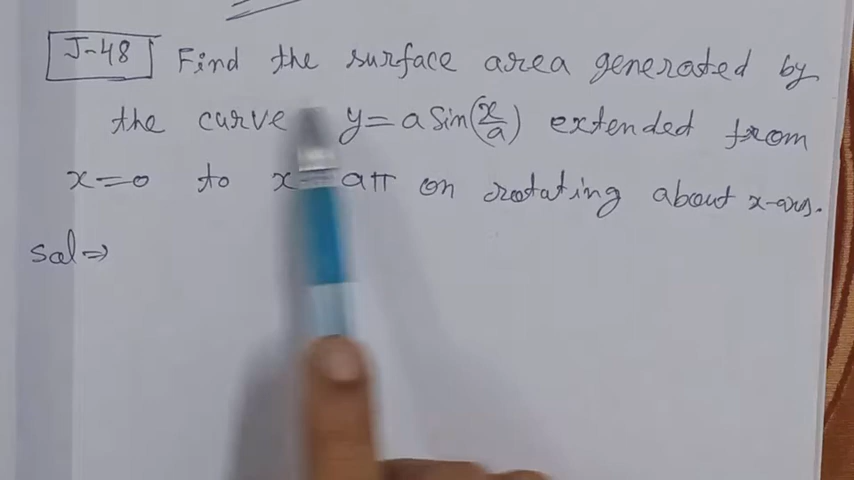 J-48 Find the surface area generated by
the curve y = a Sin(x/a) extended from
x=0 to x=aπ on rotating about x-axis.
Sol⇒